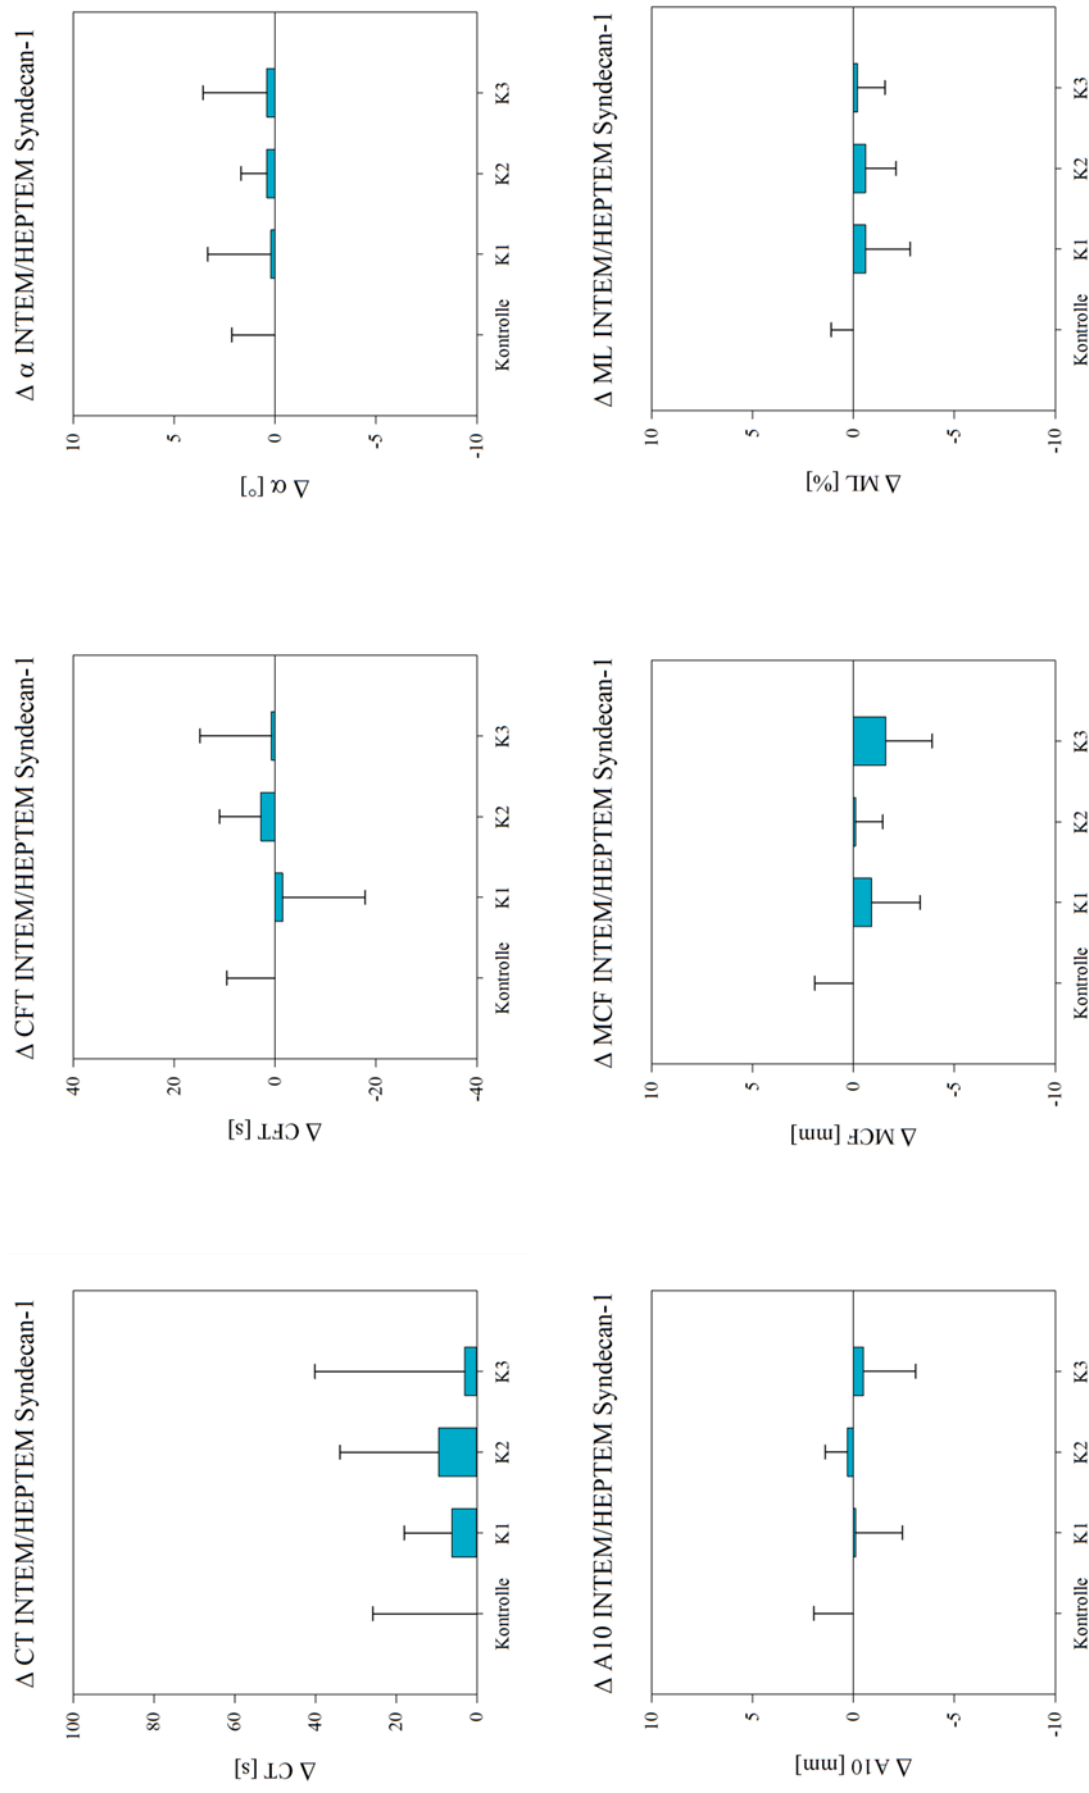 Δ CT INTEM/HEPTEM Syndecan-1
Δ CT [s]
100
80
60
40
20
0
Kontrolle K1 K2 K3
Δ CFT INTEM/HEPTEM Syndecan-1
Δ CFT [s]
40
20
0
-20
-40
Kontrolle K1 K2 K3
Δ α INTEM/HEPTEM Syndecan-1
Δ α [°]
10
5
0
-5
-10
Kontrolle K1 K2 K3
Δ A10 INTEM/HEPTEM Syndecan-1
Δ A10 [mm]
10
5
0
-5
-10
Kontrolle K1 K2 K3
Δ MCF INTEM/HEPTEM Syndecan-1
Δ MCF [mm]
10
5
0
-5
-10
Kontrolle K1 K2 K3
Δ ML INTEM/HEPTEM Syndecan-1
Δ ML [%]
10
5
0
-5
-10
Kontrolle K1 K2 K3